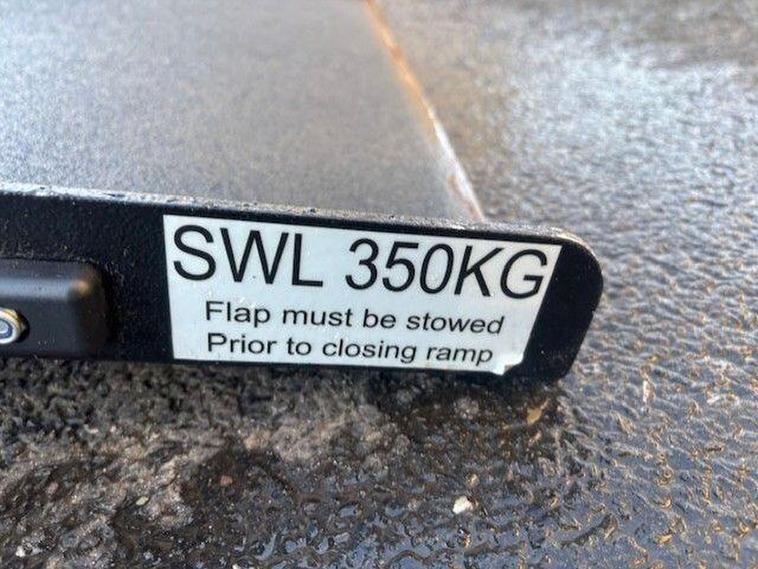 SWL 350KG
Flap must be stowed
Prior to closing ramp